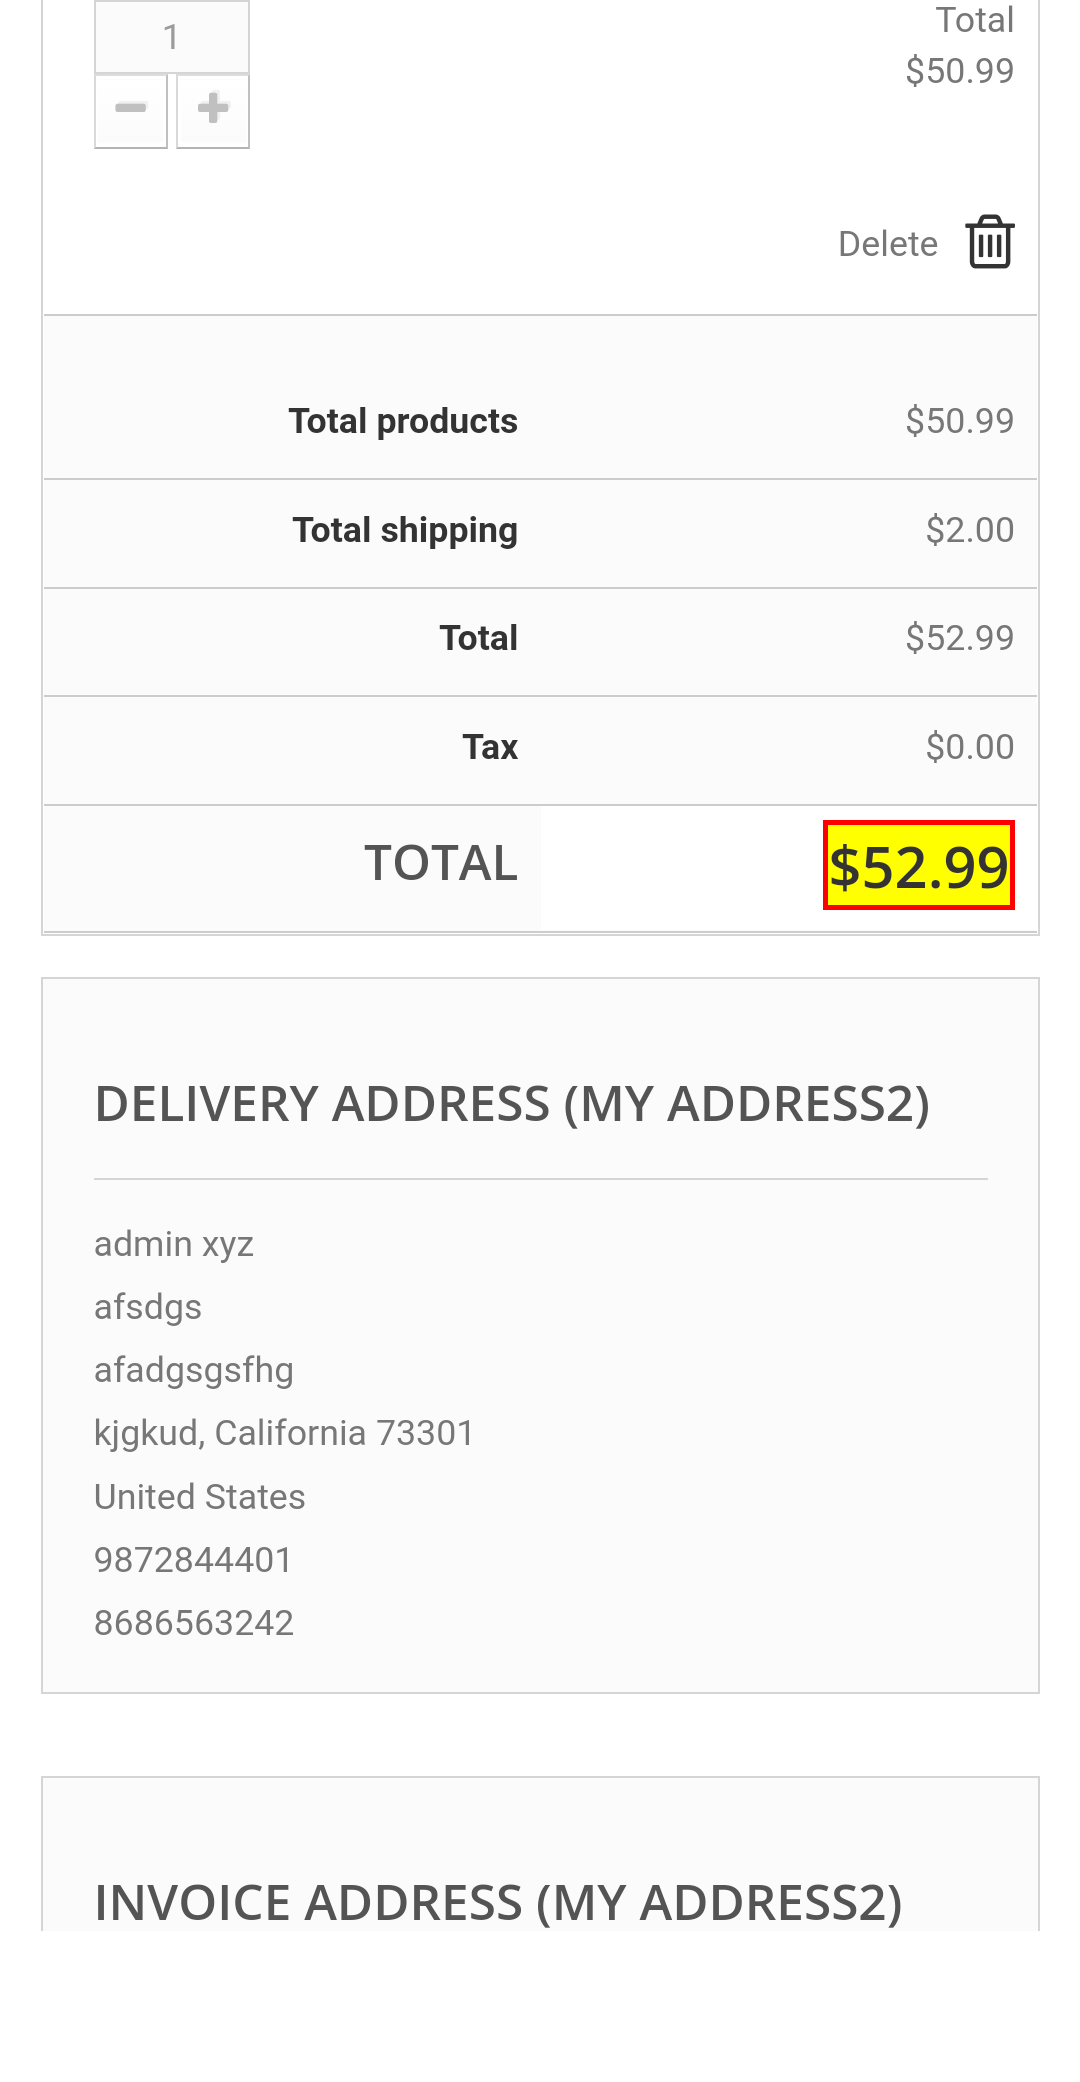 1
Total
$50.99
Delete
Total products $50.99
Total shipping $2.00
Total $52.99
Tax $0.00
TOTAL $52.99
DELIVERY ADDRESS (MY ADDRESS2)
admin xyz
afsdgs
afadgsgsfhg
kjgkud, California 73301
United States
9872844401
8686563242
INVOICE ADDRESS (MY ADDRESS2)